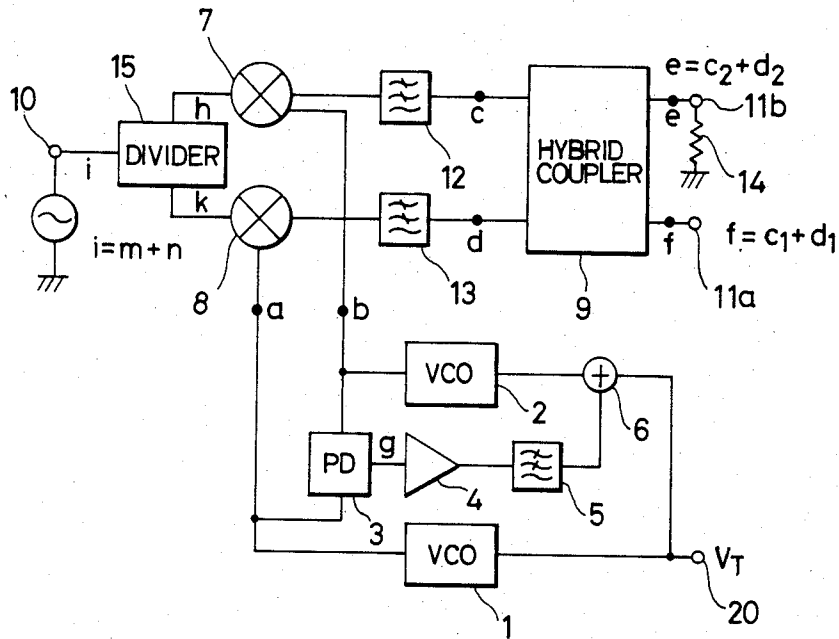 7
15
10
h
DIVIDER
i
k
i=m+n
8
12
c
d
13
HYBRID
COUPLER
9
e=c₂+d₂
e
11b
14
f
f=c₁+d₁
11a
a
b
VCO
2
+
6
PD
g
3
4
5
VCO
1
V_T
20